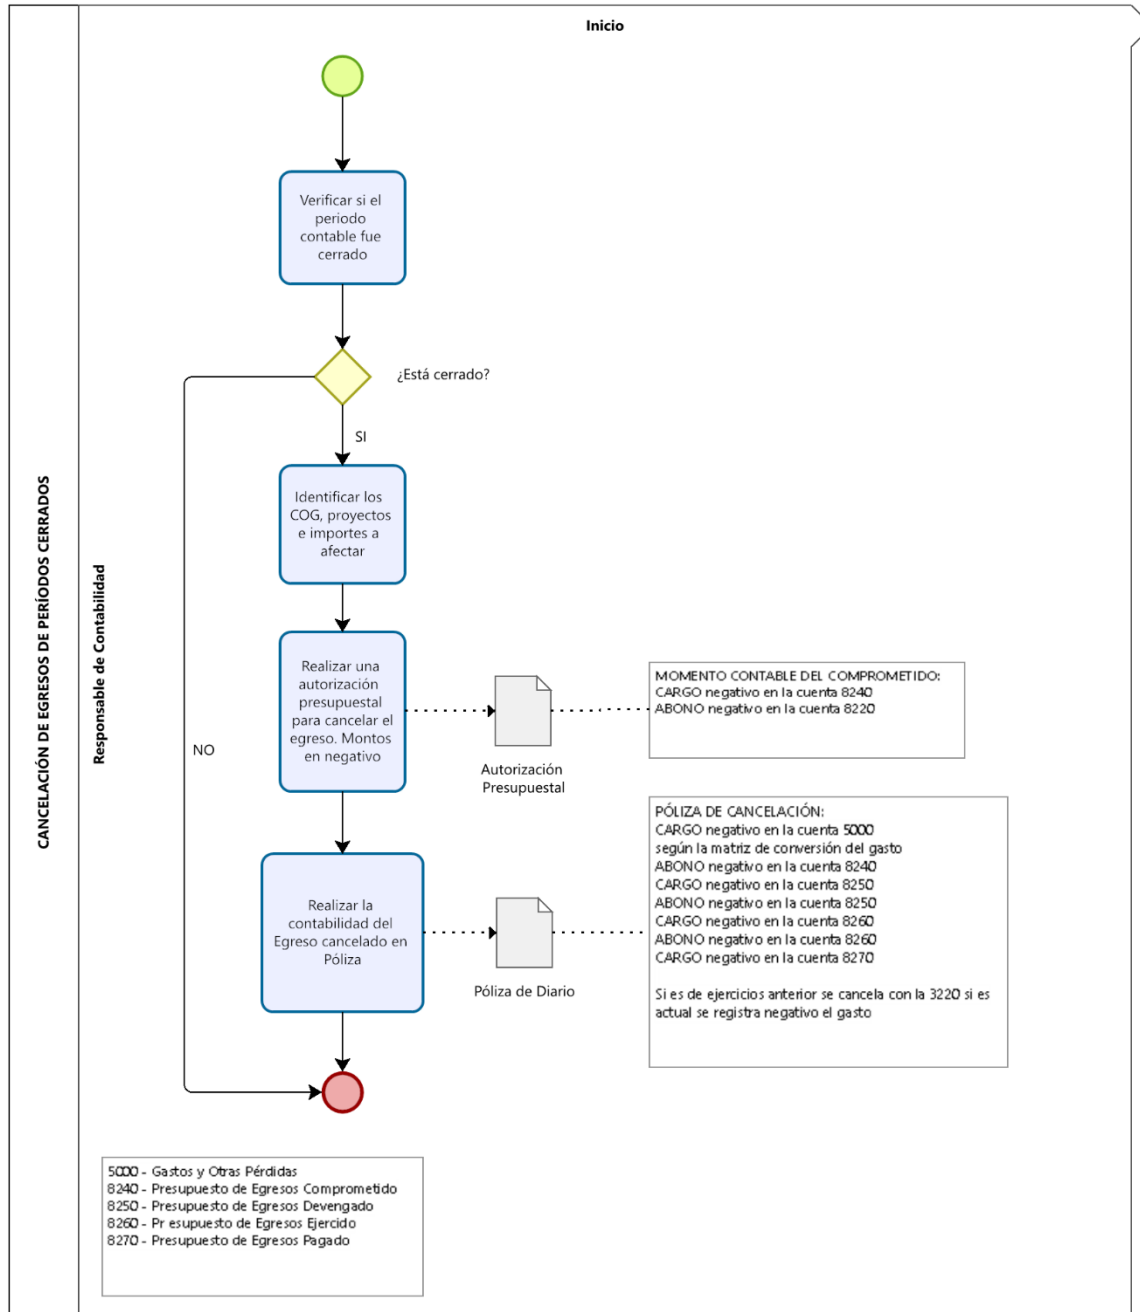 Inicio
CANCELACIÓN DE EGRESOS DE PERÍODOS CERRADOS
Responsable de Contabilidad
Verificar si el
periodo
contable fue
cerrado
¿Está cerrado?
SI
NO
Identificar los
COG, proyectos
e importes a
afectar
Realizar una
autorización
presupuestal
para cancelar el
egreso. Montos
en negativo
Autorización
Presupuestal
MOMENTO CONTABLE DEL COMPROMETIDO:
CARGO negativo en la cuenta 8240
ABONO negativo en la cuenta 8220
Realizar la
contabilidad del
Egreso cancelado en
Póliza
Póliza de Diario
PÓLIZA DE CANCELACIÓN:
CARGO negativo en la cuenta 5000
según la matriz de conversión del gasto
ABONO negativo en la cuenta 8240
CARGO negativo en la cuenta 8250
ABONO negativo en la cuenta 8250
CARGO negativo en la cuenta 8260
ABONO negativo en la cuenta 8260
CARGO negativo en la cuenta 8270
Si es de ejercicios anterior se cancela con la 3220 si es
actual se registra negativo el gasto
5000 - Gastos y Otras Pérdidas
8240 - Presupuesto de Egresos Comprometido
8250 - Presupuesto de Egresos Devengado
8260 - Pr esupuesto de Egresos Ejercido
8270 - Presupuesto de Egresos Pagado